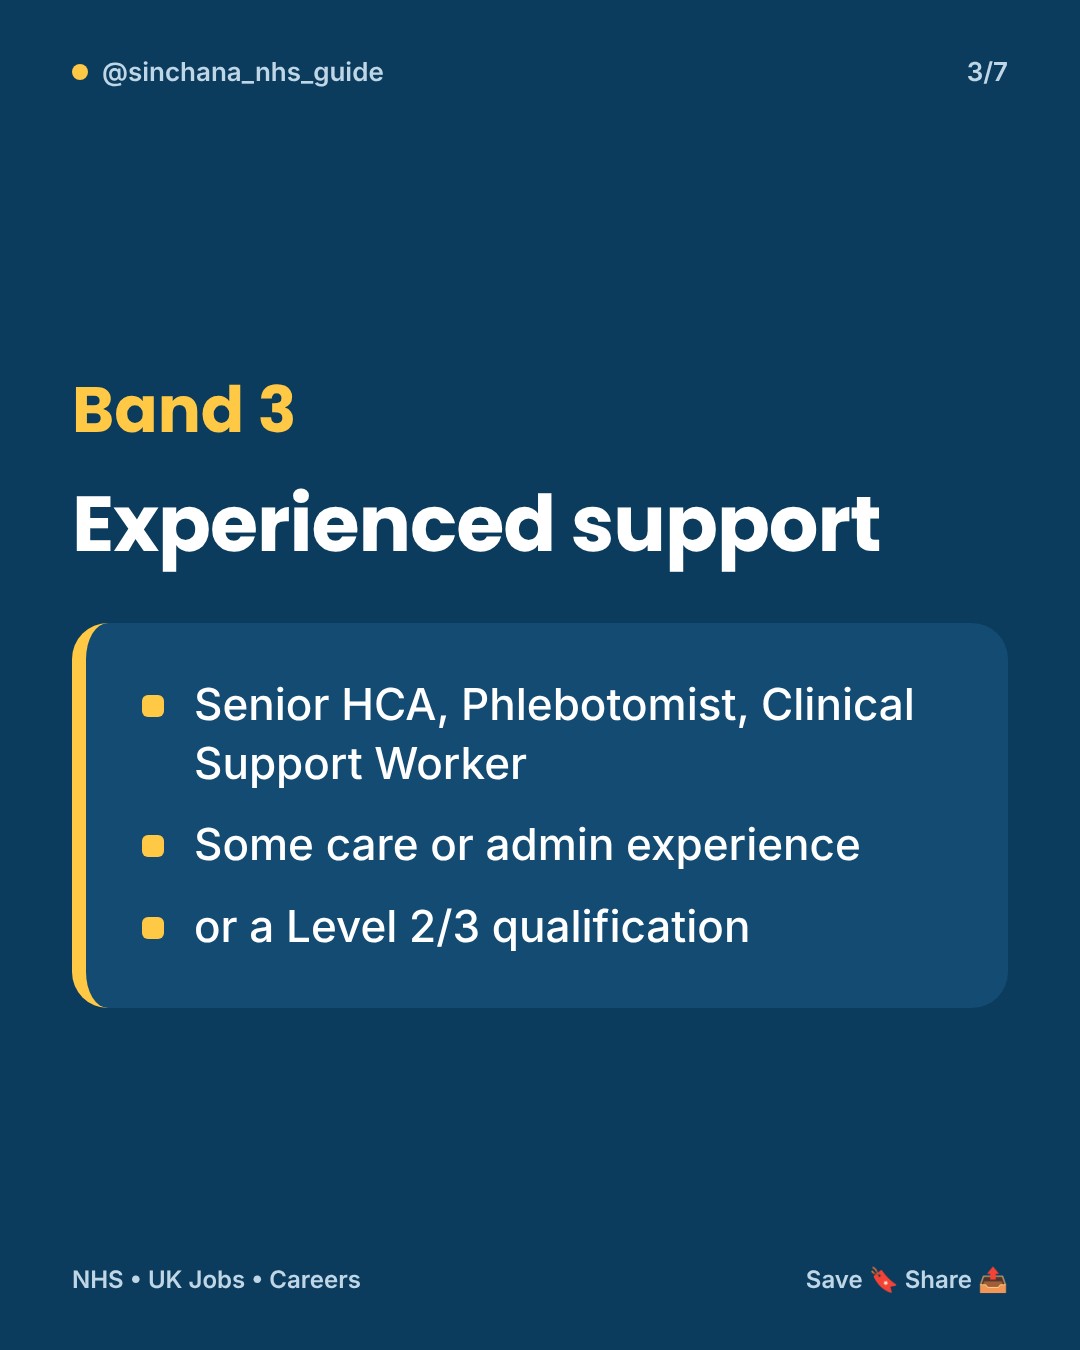 @sinchana_nhs_guide
3/7
Band 3
Experienced support
Senior HCA, Phlebotomist, Clinical
Support Worker
Some care or admin experience
or a Level 2/3 qualification
NHS • UK Jobs • Careers
Save 🔖 Share 📤